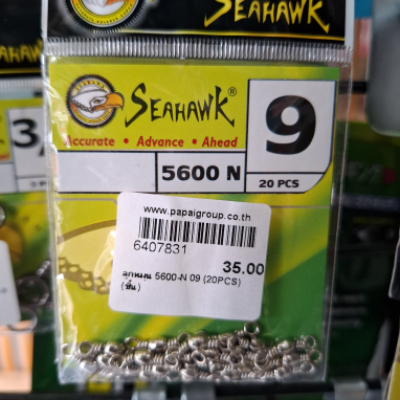 SEAHAWK
SEAHAWK®
Accurate • Advance • Ahead
9
5600 N
20 PCS
3/
www.papaigroup.co.th
6407831
35.00
ลูกหมุน 5600-N 09 (20PCS)
(ชิ้น)